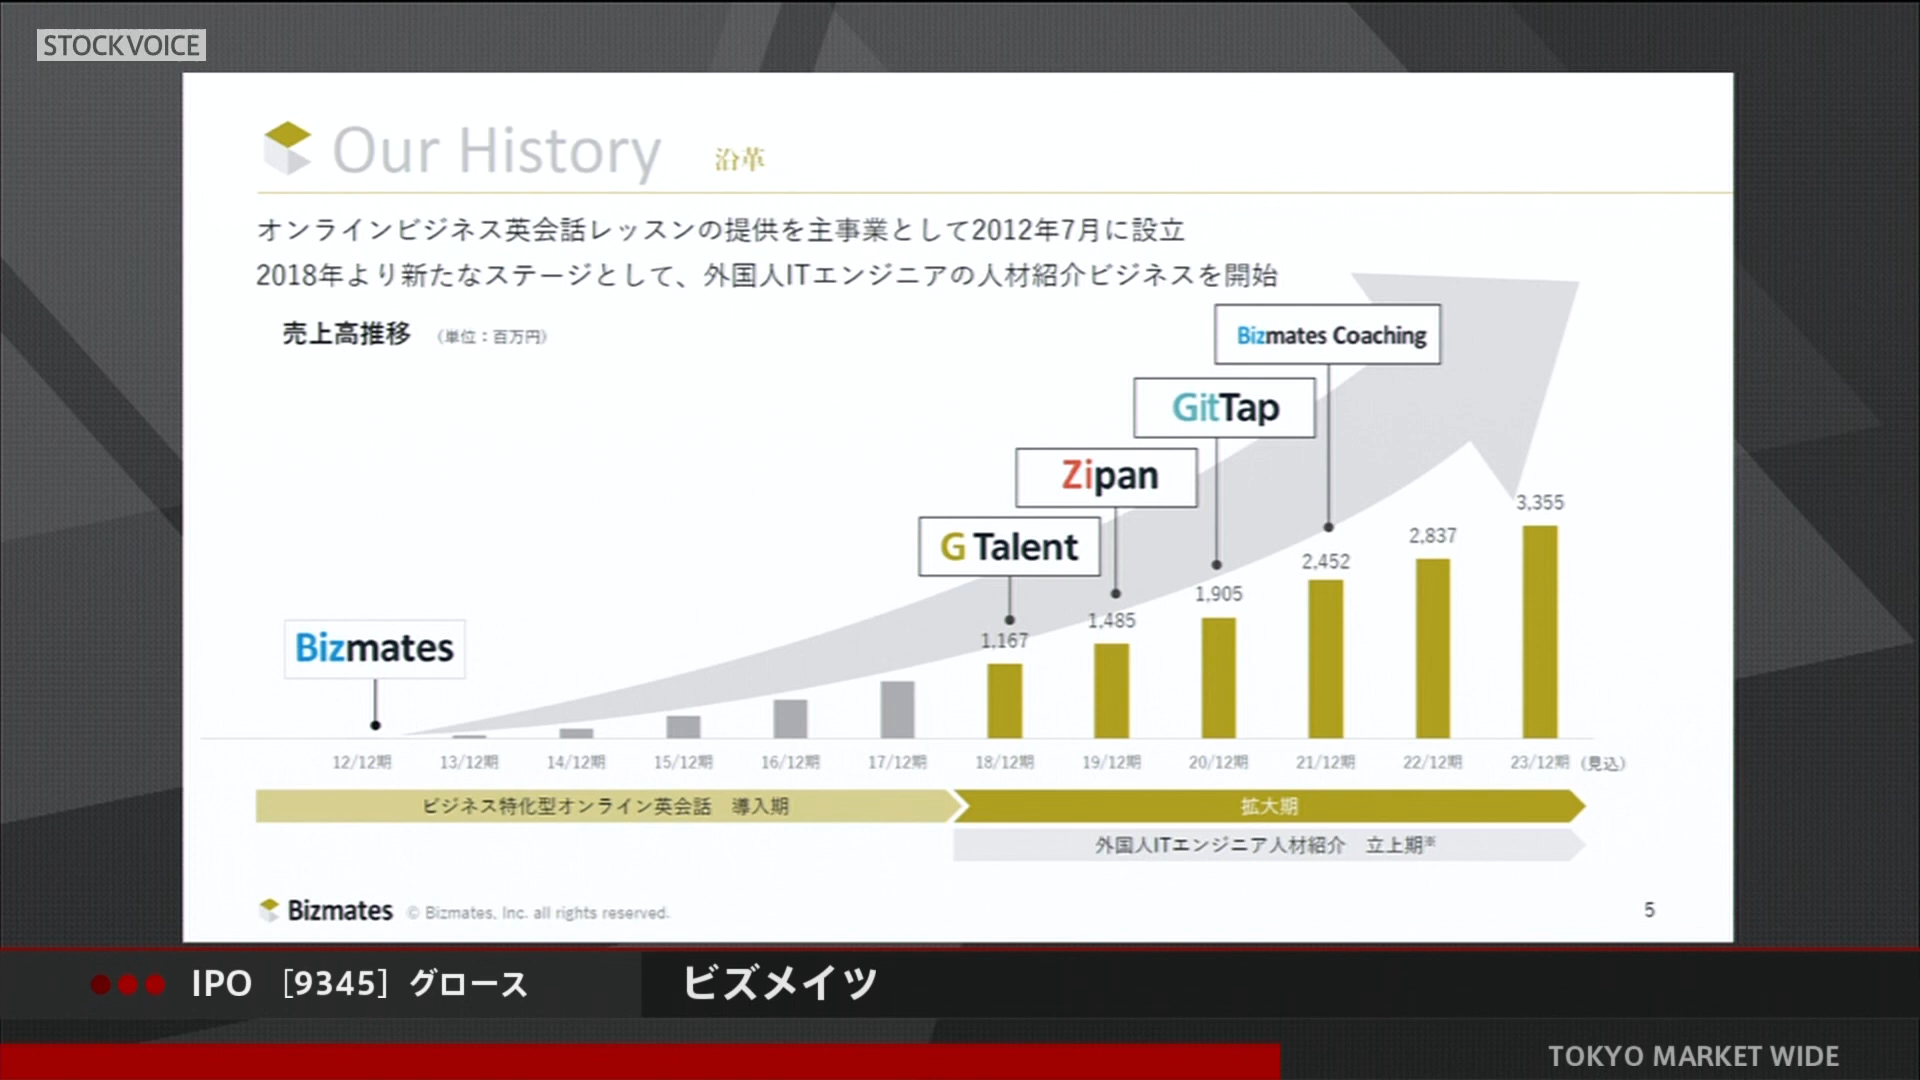 STOCKVOICE
Our History 沿革
オンラインビジネス英会話レッスンの提供を主事業として2012年7月に設立
2018年より新たなステージとして、外国人ITエンジニアの人材紹介ビジネスを開始
売上高推移 （単位：百万円）
Bizmates Coaching
GitTap
Zipan
G Talent
Bizmates
3,355
2,837
2,452
1,905
1,485
1,167
12/12期 13/12期 14/12期 15/12期 16/12期 17/12期 18/12期 19/12期 20/12期 21/12期 22/12期 23/12期 (見込)
ビジネス特化型オンライン英会話 導入期
拡大期
外国人ITエンジニア人材紹介 立上期※
Bizmates © Bizmates, Inc. all rights reserved.
5
IPO [9345] グロース
ビズメイツ
TOKYO MARKET WIDE